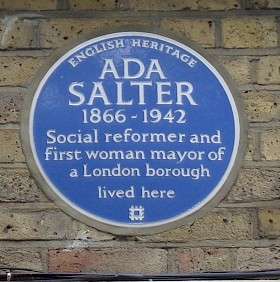 ENGLISH HERITAGE
ADA
SALTER
1866 - 1942
Social reformer and
first woman mayor of
a London borough
lived here